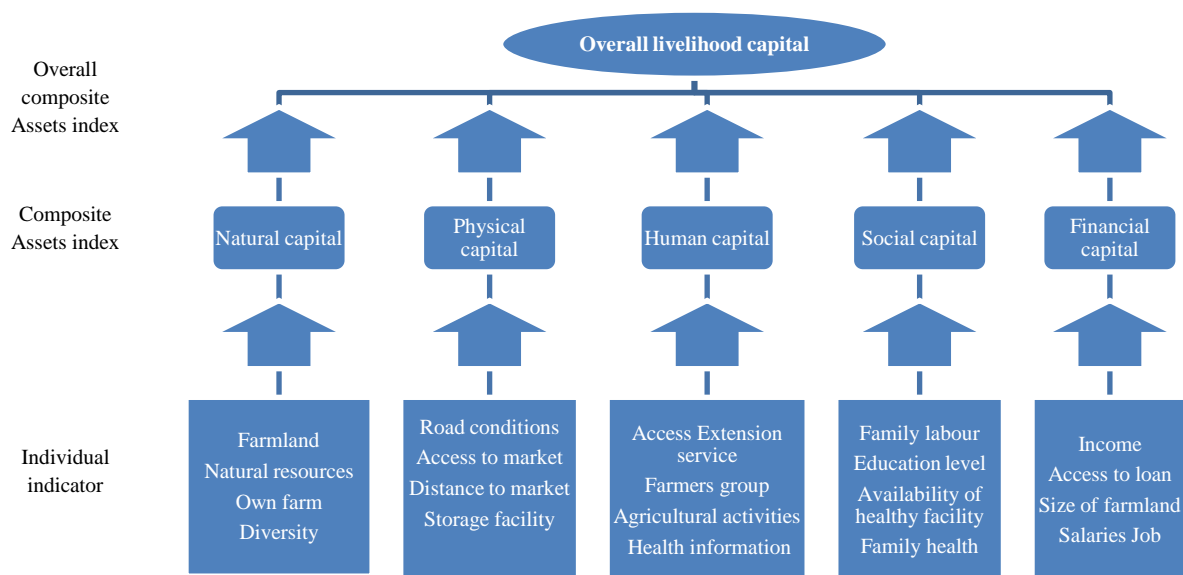 Overall livelihood capital
Overall
composite
Assets index
Composite
Assets index
Natural capital
Physical
capital
Human capital
Social capital
Financial
capital
Individual
indicator
Farmland
Natural resources
Own farm
Diversity
Road conditions
Access to market
Distance to market
Storage facility
Access Extension
service
Farmers group
Agricultural activities
Health information
Family labour
Education level
Availability of
healthy facility
Family health
Income
Access to loan
Size of farmland
Salaries Job